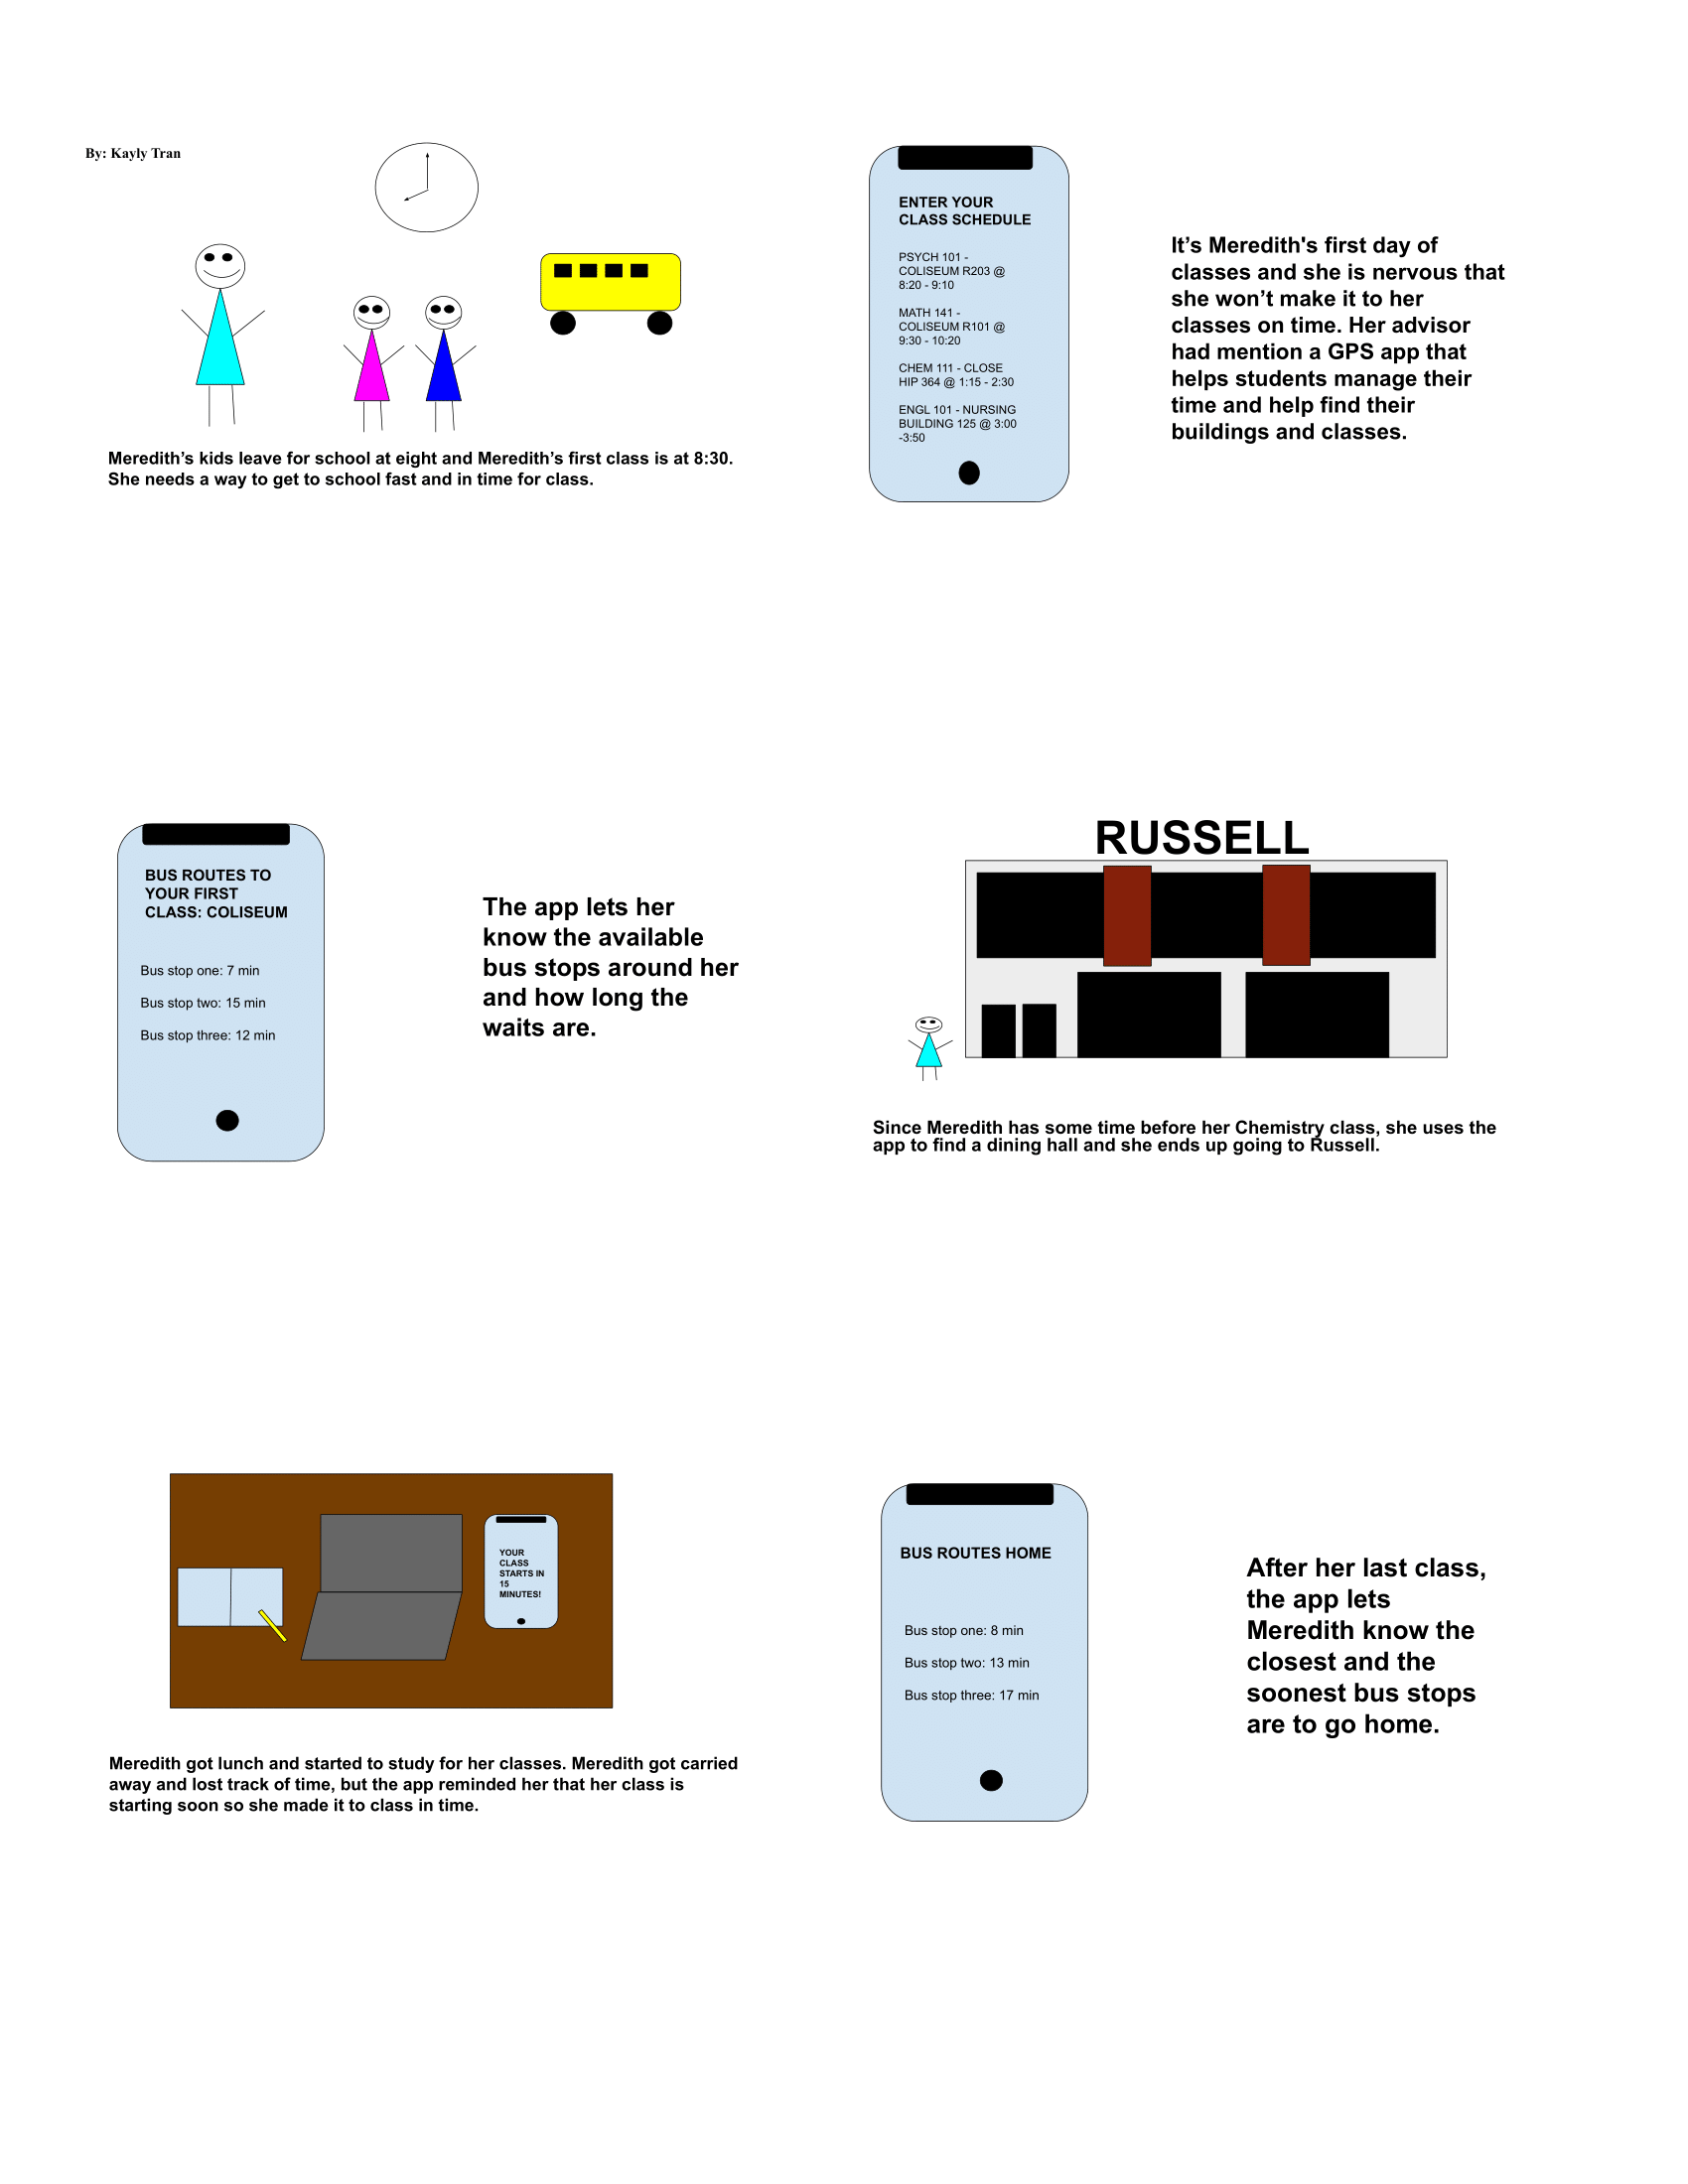 By: Kayly Tran
Meredith’s kids leave for school at eight and Meredith’s first class is at 8:30.
She needs a way to get to school fast and in time for class.
ENTER YOUR
CLASS SCHEDULE
PSYCH 101 -
COLISEUM R203 @
8:20 - 9:10
MATH 141 -
COLISEUM R101 @
9:30 - 10:20
CHEM 111 - CLOSE
HIP 364 @ 1:15 - 2:30
ENGL 101 - NURSING
BUILDING 125 @ 3:00
-3:50
It’s Meredith's first day of
classes and she is nervous that
she won’t make it to her
classes on time. Her advisor
had mention a GPS app that
helps students manage their
time and help find their
buildings and classes.
BUS ROUTES TO
YOUR FIRST
CLASS: COLISEUM
Bus stop one: 7 min
Bus stop two: 15 min
Bus stop three: 12 min
The app lets her
know the available
bus stops around her
and how long the
waits are.
RUSSELL
Since Meredith has some time before her Chemistry class, she uses the
app to find a dining hall and she ends up going to Russell.
YOUR
CLASS
STARTS IN
15
MINUTES!
Meredith got lunch and started to study for her classes. Meredith got carried
away and lost track of time, but the app reminded her that her class is
starting soon so she made it to class in time.
BUS ROUTES HOME
Bus stop one: 8 min
Bus stop two: 13 min
Bus stop three: 17 min
After her last class,
the app lets
Meredith know the
closest and the
soonest bus stops
are to go home.